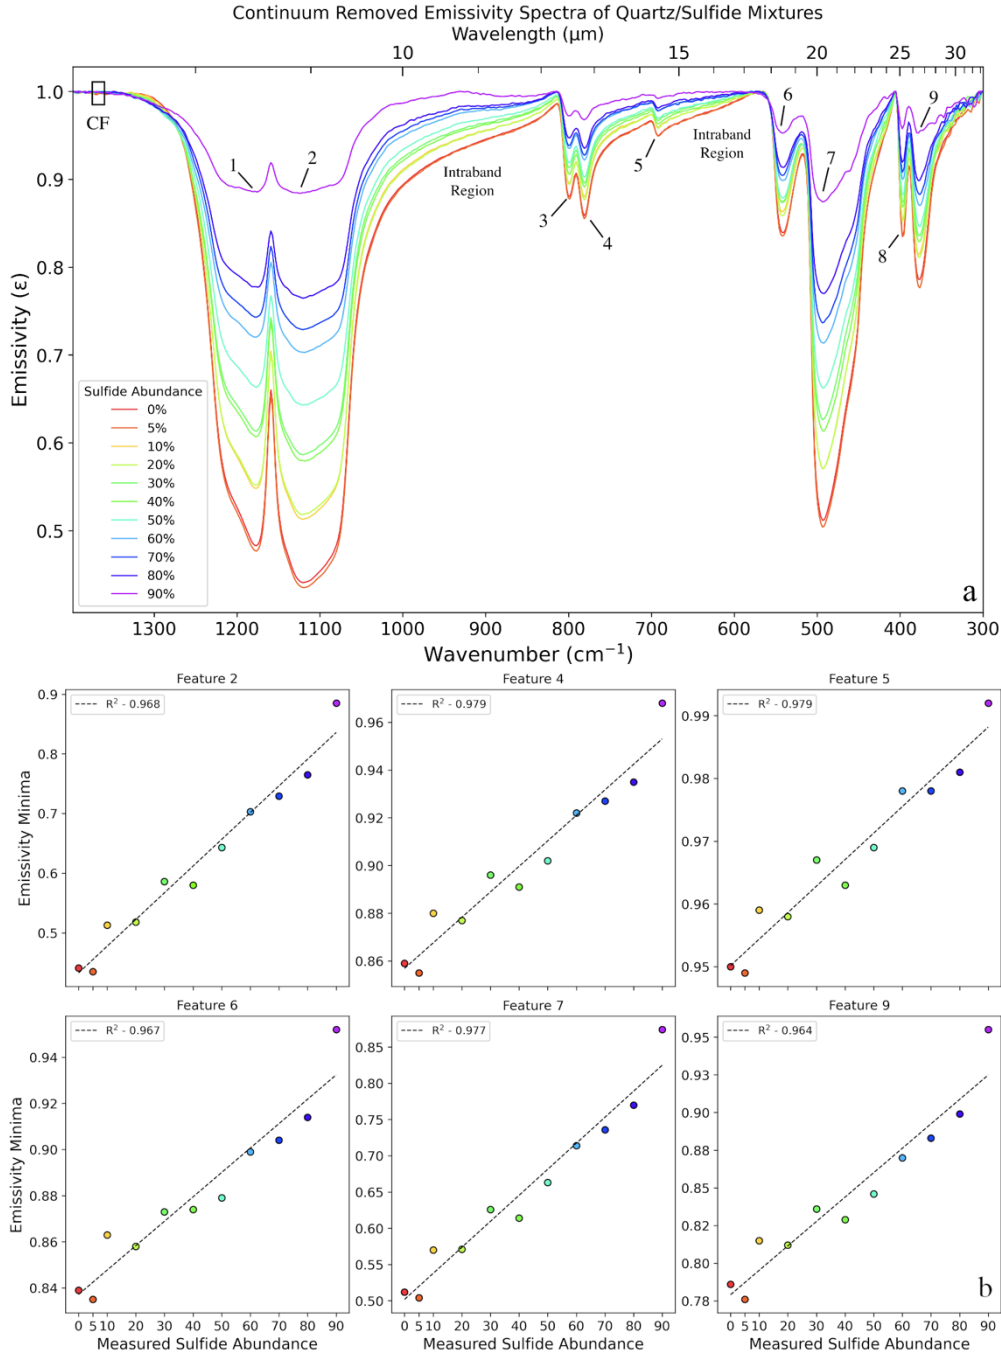 Continuum Removed Emissivity Spectra of Quartz/Sulfide Mixtures
Wavelength (μm)
10 15 20 25 30
1.0
0.9
0.8
0.7
0.6
0.5
Emissivity (ε)
CF
1
2
3
4
5
6
7
8
9
Intraband
Region
Intraband
Region
Sulfide Abundance
0%
5%
10%
20%
30%
40%
50%
60%
70%
80%
90%
a
1300 1200 1100 1000 900 800 700 600 500 400 300
Wavenumber (cm⁻¹)
Feature 2
R² - 0.968
0.9
0.8
0.7
0.6
0.5
Emissivity Minima
Feature 4
R² - 0.979
0.96
0.94
0.92
0.90
0.88
0.86
Feature 5
R² - 0.979
0.99
0.98
0.97
0.96
0.95
Feature 6
R² - 0.967
0.94
0.92
0.90
0.88
0.86
0.84
Emissivity Minima
0 5 10 20 30 40 50 60 70 80 90
Measured Sulfide Abundance
Feature 7
R² - 0.977
0.85
0.80
0.75
0.70
0.65
0.60
0.55
0.50
0 5 10 20 30 40 50 60 70 80 90
Measured Sulfide Abundance
Feature 9
R² - 0.964
0.95
0.93
0.90
0.88
0.85
0.82
0.80
0.78
b
0 5 10 20 30 40 50 60 70 80 90
Measured Sulfide Abundance